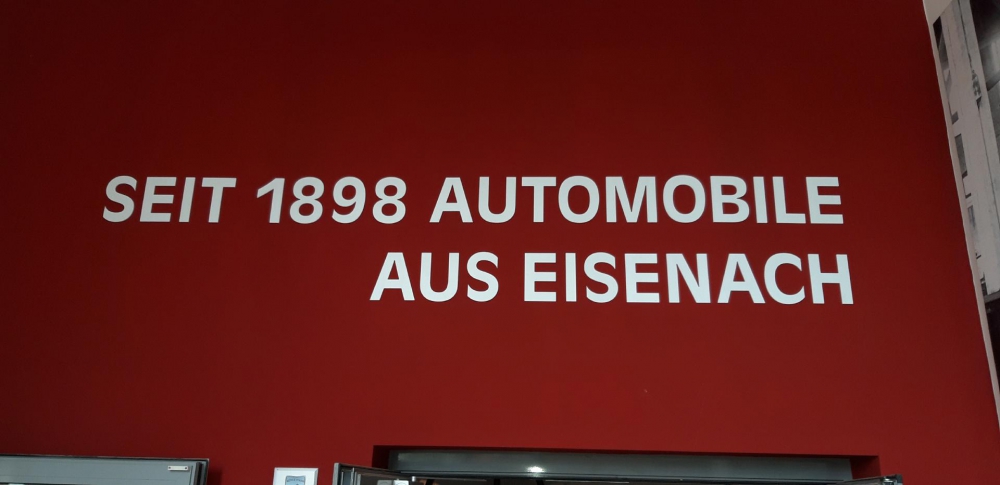 SEIT 1898 AUTOMOBILE
AUS EISENACH